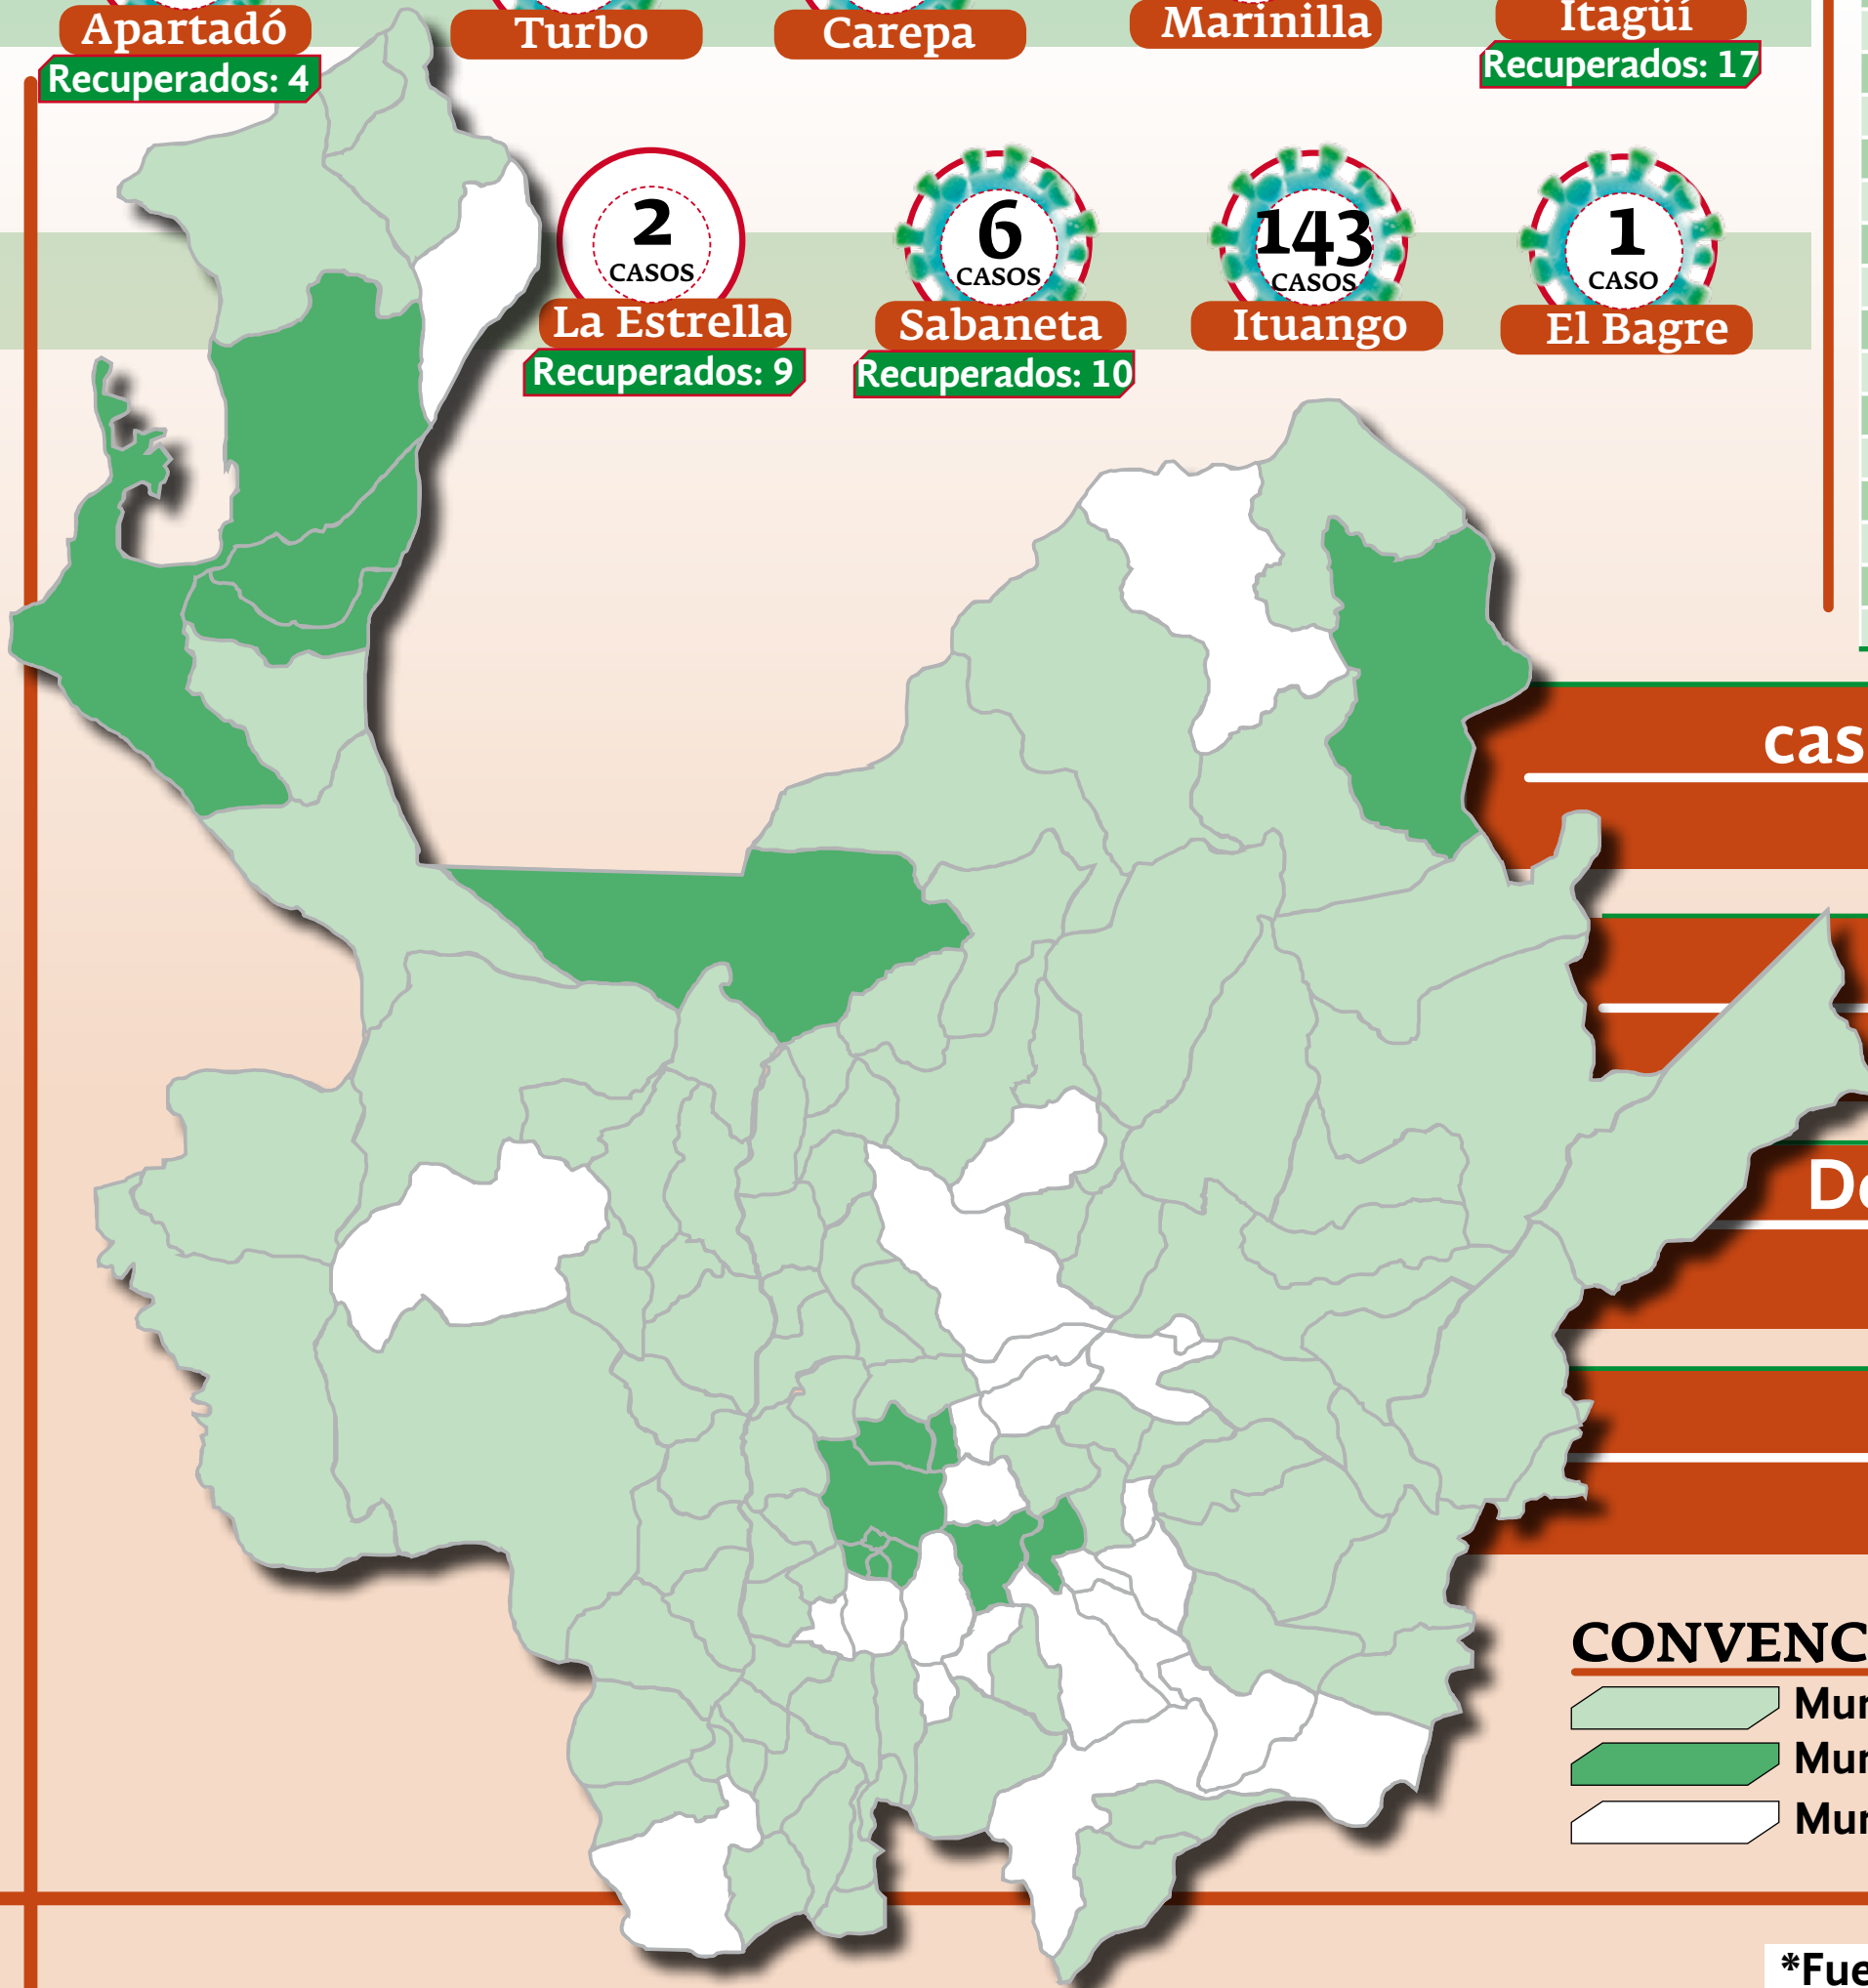 Apartadó
Recuperados: 4
Turbo
Carepa
Marinilla
Itagüí
Recuperados: 17
2
CASOS
La Estrella
Recuperados: 9
6
CASOS
Sabaneta
Recuperados: 10
143
CASOS
Ituango
1
CASO
El Bagre
cas
De
CONVENC
Mun
Mun
Mun
*Fue